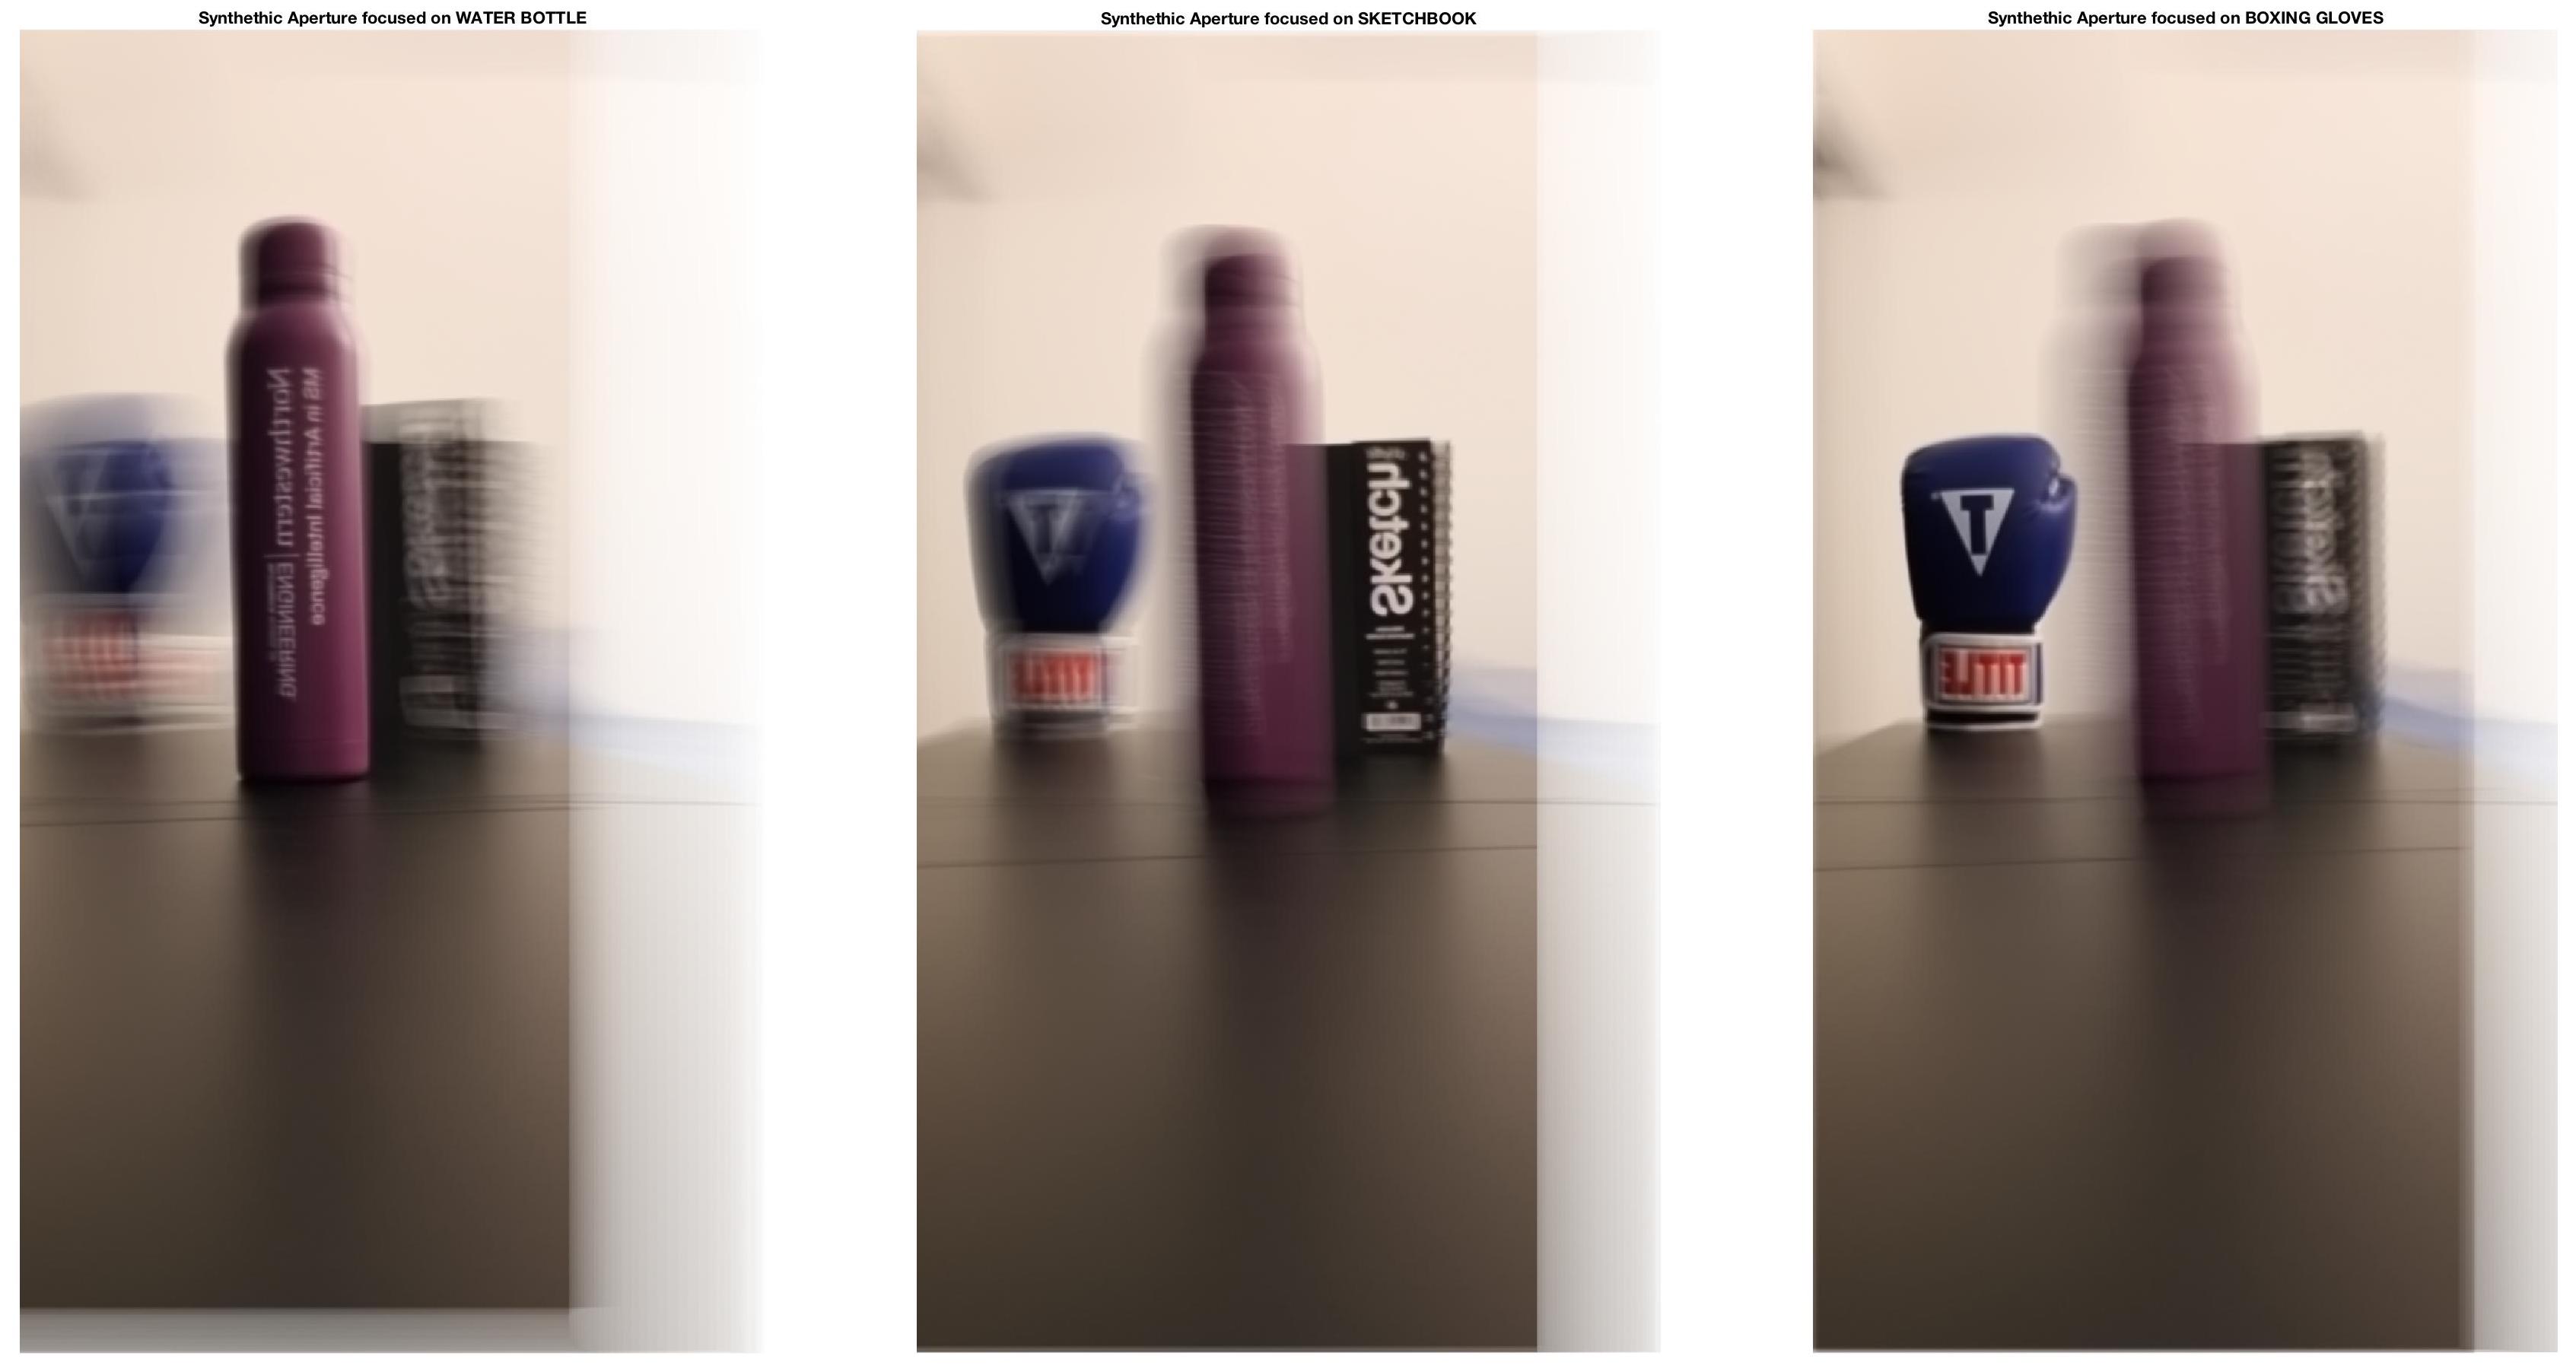 Synthethic Aperture focused on WATER BOTTLE
Synthethic Aperture focused on SKETCHBOOK
Synthethic Aperture focused on BOXING GLOVES
Northwestern | ENGINEERING
MS in Artificial Intelligence
T
TITLE
Sketch
T
TITLE